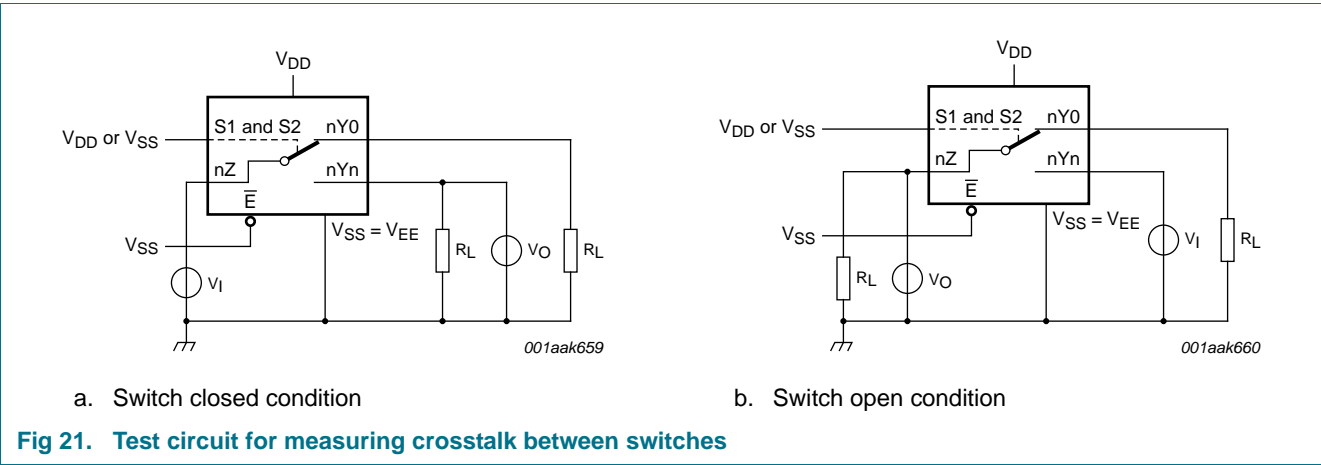 VDD
VDD or VSS
S1 and S2
nY0
nZ
nYn
E
VSS
VSS = VEE
VI
RL
VO
RL
001aak659
a. Switch closed condition
VDD
VDD or VSS
S1 and S2
nY0
nZ
nYn
E
VSS
VSS = VEE
RL
VO
VI
RL
001aak660
b. Switch open condition
Fig 21. Test circuit for measuring crosstalk between switches